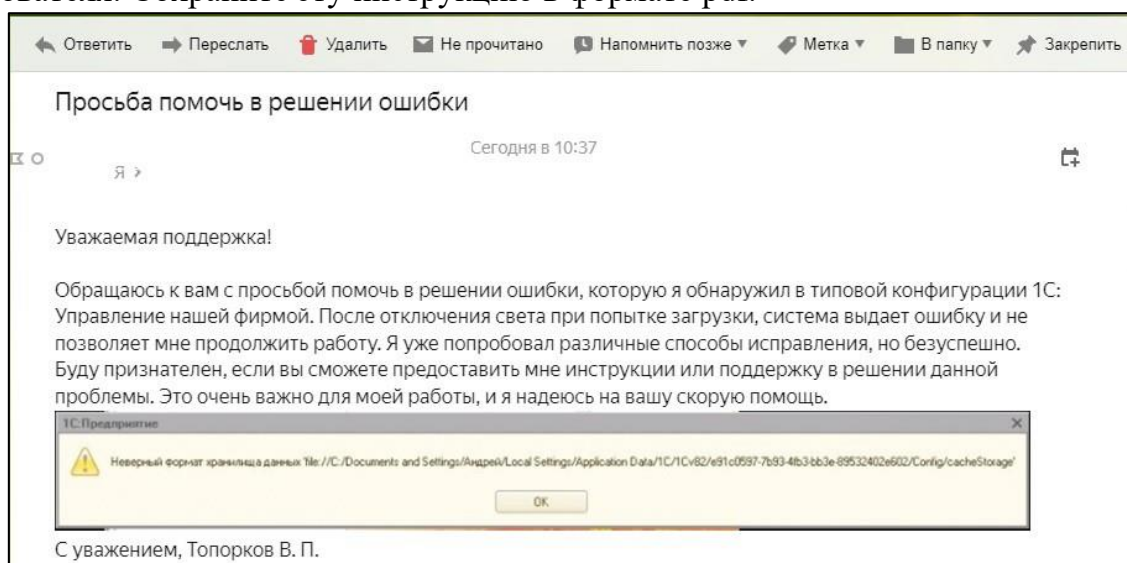 Ответить Переслать Удалить Не прочитано Напомнить позже Метка В папку Закрепить
Просьба помочь в решении ошибки
Сегодня в 10:37
Я
Уважаемая поддержка!
Обращаюсь к вам с просьбой помочь в решении ошибки, которую я обнаружил в типовой конфигурации 1С:
Управление нашей фирмой. После отключения света при попытке загрузки, система выдает ошибку и не
позволяет мне продолжить работу. Я уже попробовал различные способы исправления, но безуспешно.
Буду признателен, если вы сможете предоставить мне инструкции или поддержку в решении данной
проблемы. Это очень важно для моей работы, и я надеюсь на вашу скорую помощь.
1С:Предприятие
Неверный формат хранилища данных 'file://C:/Documents and Settings/Андрей/Local Settings/Application Data/1C/1Cv82/e91c0597-7b93-4fb3-bb3e-89532402e602/Config/cacheStorage'
OK
С уважением, Топорков В. П.